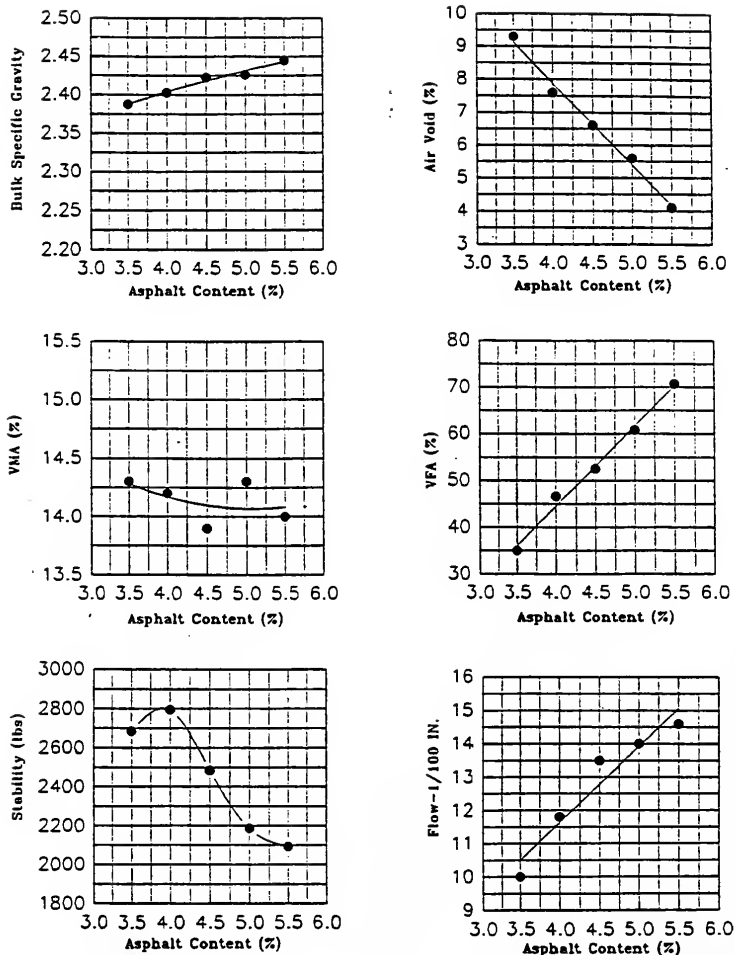 2.50
2.45
2.40
2.35
2.30
2.25
2.20
Bulk Specific Gravity
3.0 3.5 4.0 4.5 5.0 5.5 6.0
Asphalt Content (%)
10
9
8
7
6
5
4
3
Air Void (%)
3.0 3.5 4.0 4.5 5.0 5.5 6.0
Asphalt Content (%)
15.5
15.0
14.5
14.0
13.5
VMA (%)
3.0 3.5 4.0 4.5 5.0 5.5 6.0
Asphalt Content (%)
80
70
60
50
40
30
VFA (%)
3.0 3.5 4.0 4.5 5.0 5.5 6.0
Asphalt Content (%)
3000
2800
2600
2400
2200
2000
1800
Stability (lbs)
3.0 3.5 4.0 4.5 5.0 5.5 6.0
Asphalt Content (%)
16
15
14
13
12
11
10
9
Flow-1/100 IN.
3.0 3.5 4.0 4.5 5.0 5.5 6.0
Asphalt Content (%)